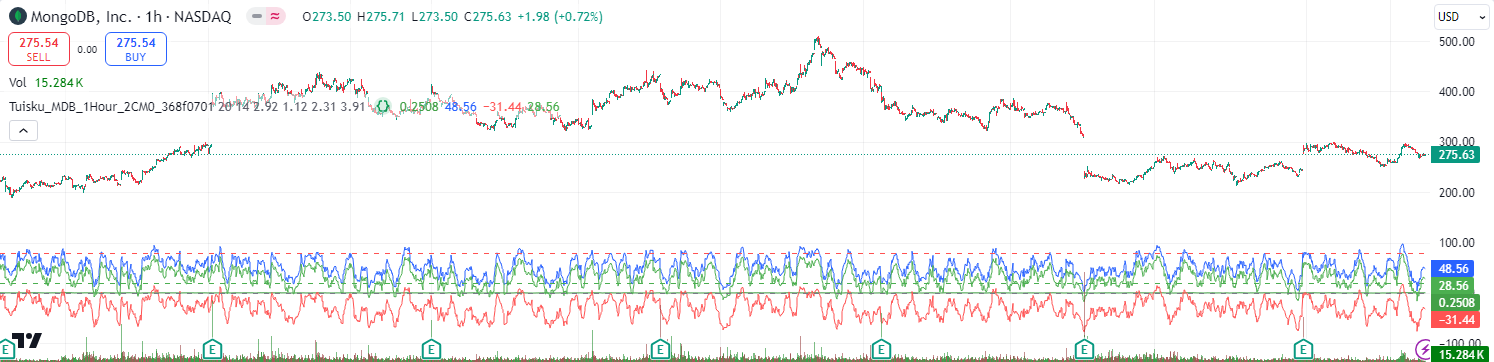 MongoDB, Inc. · 1h · NASDAQ O273.50 H275.71 L273.50 C275.63 +1.98 (+0.72%)
USD
275.54 SELL 0.00 275.54 BUY
Vol 15.284 K
Tuisku_MDB_1Hour_2CM0_368f0701 20 14 2.92 1.12 2.31 3.91 0.2508 48.56 −31.44 28.56
500.00
400.00
300.00
275.63
200.00
100.00
48.56
28.56
0.2508
−31.44
−100.00
15.284 K
E E E E E E E